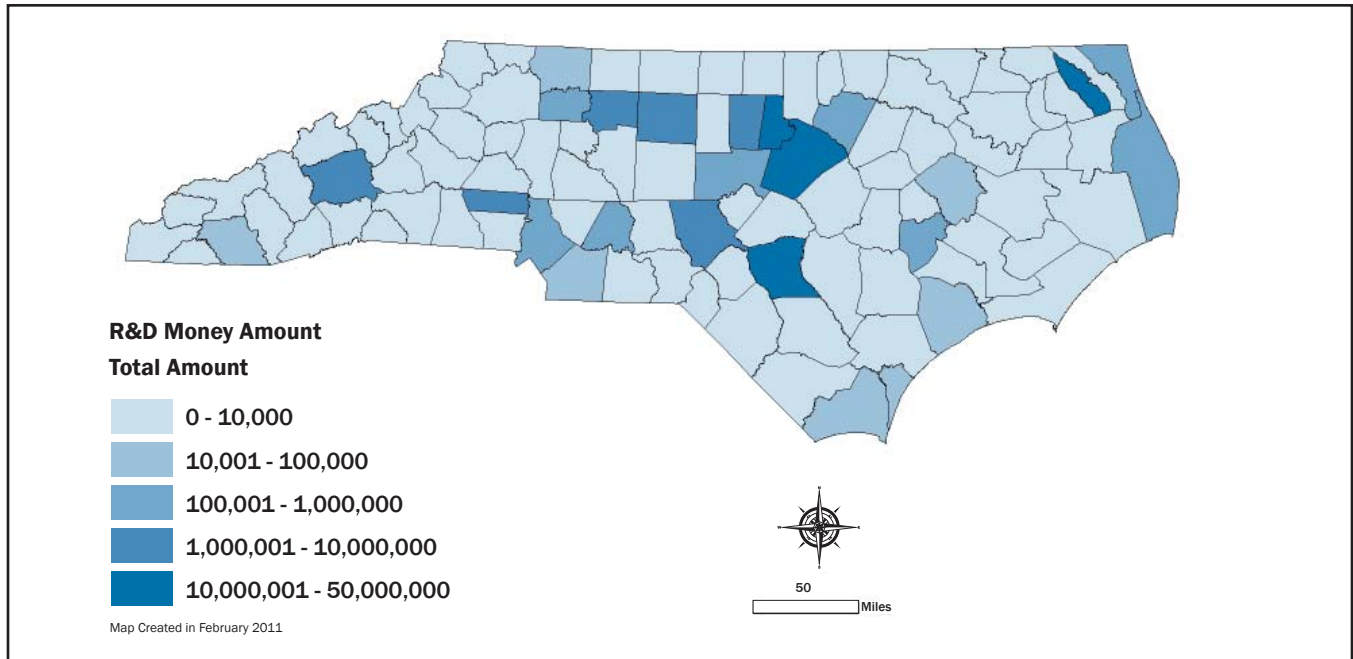 R&D Money Amount
Total Amount
0 - 10,000
10,001 - 100,000
100,001 - 1,000,000
1,000,001 - 10,000,000
10,000,001 - 50,000,000
Map Created in February 2011
50
Miles